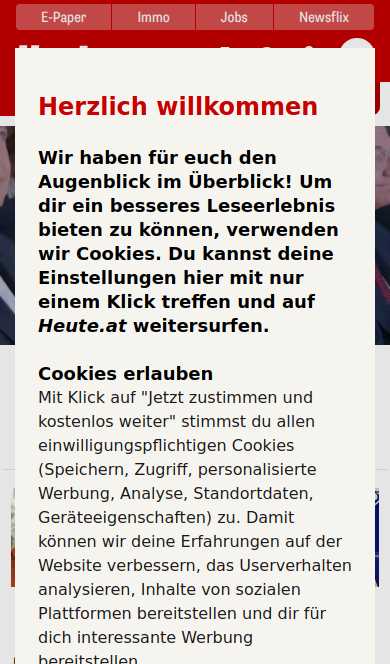 E-Paper
Immo
Jobs
Newsflix
Herzlich willkommen
Wir haben für euch den
Augenblick im Überblick! Um
dir ein besseres Leseerlebnis
bieten zu können, verwenden
wir Cookies. Du kannst deine
Einstellungen hier mit nur
einem Klick treffen und auf
Heute.at weitersurfen.
Cookies erlauben
Mit Klick auf "Jetzt zustimmen und
kostenlos weiter" stimmst du allen
einwilligungspflichtigen Cookies
(Speichern, Zugriff, personalisierte
Werbung, Analyse, Standortdaten,
Geräteeigenschaften) zu. Damit
können wir deine Erfahrungen auf der
Website verbessern, das Userverhalten
analysieren, Inhalte von sozialen
Plattformen bereitstellen und dir für
dich interessante Werbung
bereitstellen.